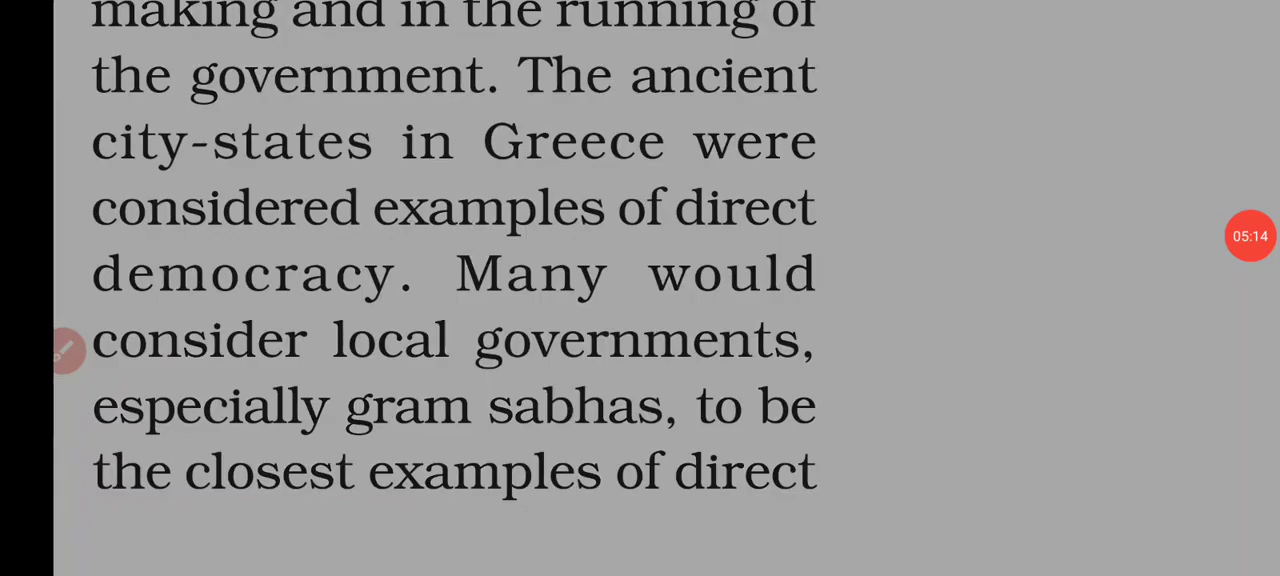 making and in the running of
the government. The ancient
city-states in Greece were
considered examples of direct
democracy. Many would
consider local governments,
especially gram sabhas, to be
the closest examples of direct
05:14